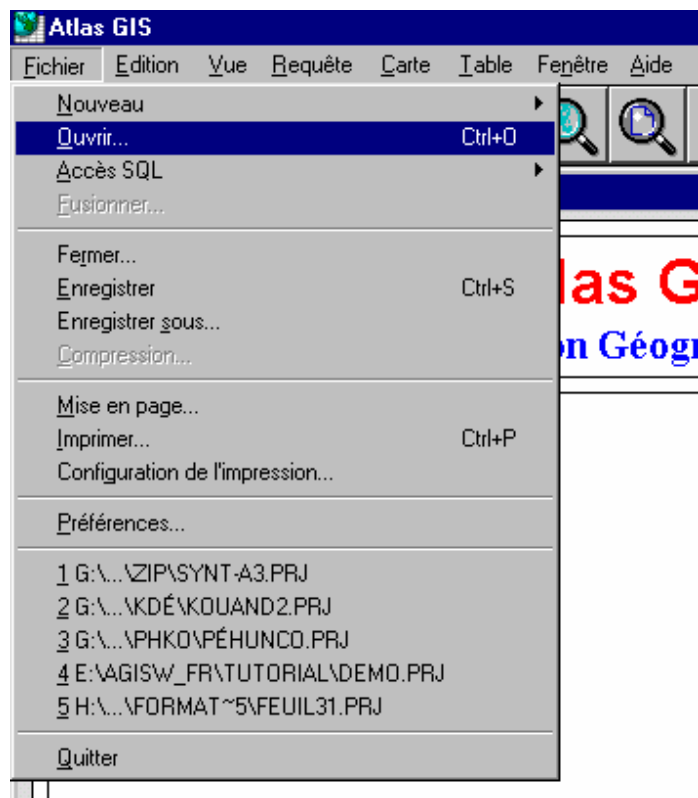 Atlas GIS
Fichier Edition Vue Requête Carte Table Fenêtre Aide
Nouveau
Ouvrir... Ctrl+O
Accès SQL
Fusionner...
Fermer...
Enregistrer Ctrl+S
Enregistrer sous...
Compression...
Mise en page...
Imprimer... Ctrl+P
Configuration de l'impression...
Préférences...
1 G:\...\ZIP\SYNT-A3.PRJ
2 G:\...\KDÉ\KOUAND2.PRJ
3 G:\...\PHKO\PÉHUNCO.PRJ
4 E:\AGISW_FR\TUTORIAL\DEMO.PRJ
5 H:\...\FORMAT~5\FEUIL31.PRJ
Quitter
las G
on Géogr